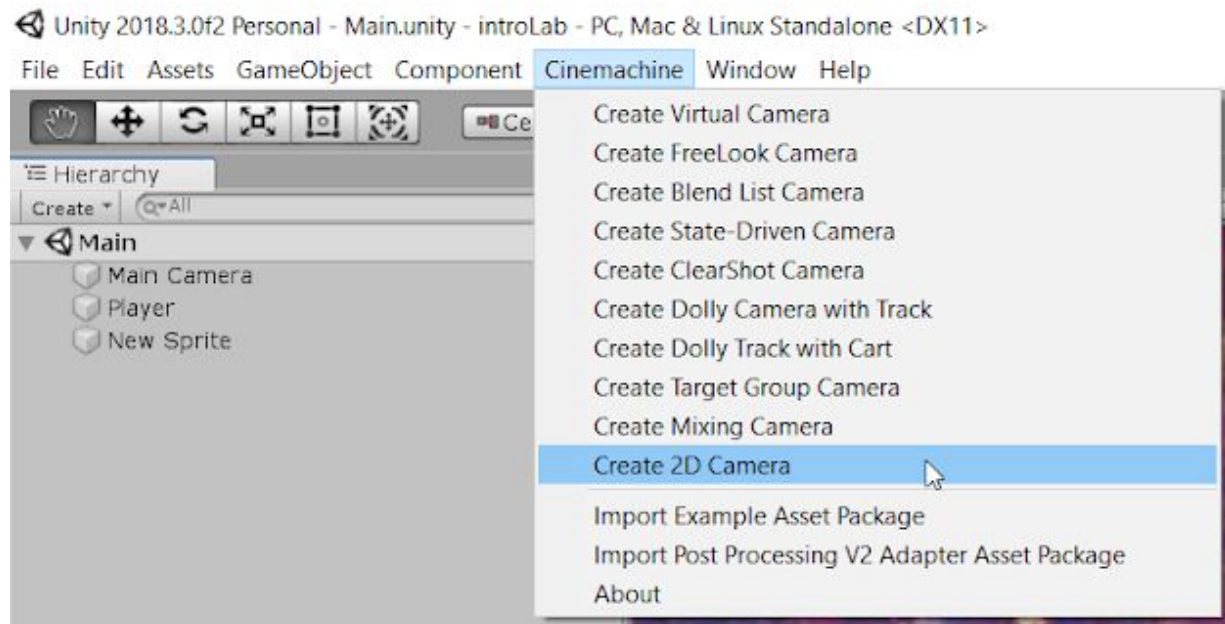 Unity 2018.3.0f2 Personal - Main.unity - introLab - PC, Mac & Linux Standalone <DX11>
File Edit Assets GameObject Component Cinemachine Window Help
Ce
Hierarchy
Create All
Main
Main Camera
Player
New Sprite
Create Virtual Camera
Create FreeLook Camera
Create Blend List Camera
Create State-Driven Camera
Create ClearShot Camera
Create Dolly Camera with Track
Create Dolly Track with Cart
Create Target Group Camera
Create Mixing Camera
Create 2D Camera
Import Example Asset Package
Import Post Processing V2 Adapter Asset Package
About